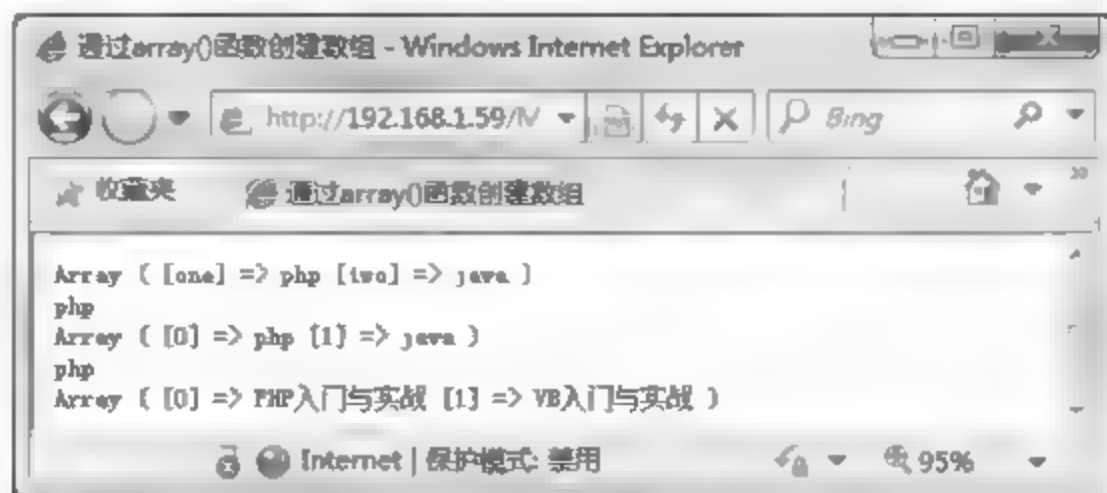 通过array()函数创建数组 - Windows Internet Explorer
http://192.168.1.59/IV Bing
收藏夹 通过array()函数创建数组
Array ( [one] => php [two] => java )
php
Array ( [0] => php [1] => java )
php
Array ( [0] => PHP入门与实战 [1] => VB入门与实战 )
Internet | 保护模式: 禁用 95%